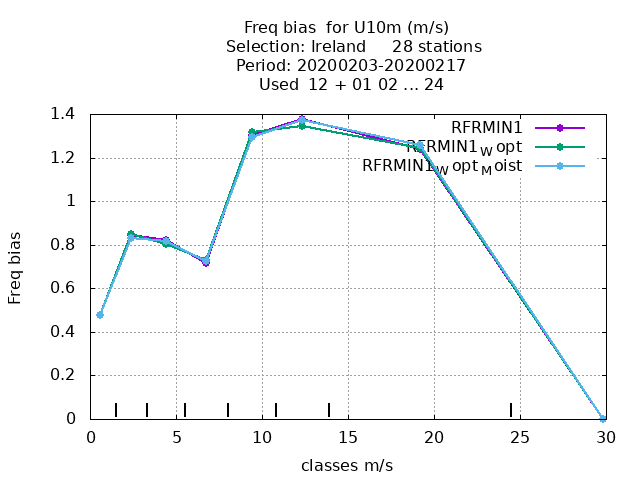 Freq bias  for U10m (m/s)
Selection: Ireland     28 stations
Period: 20200203-20200217
Used  12 + 01 02 ... 24
1.4
1.2
1
0.8
0.6
0.4
0.2
0
Freq bias
RFRMIN1
RFRMIN1Wopt
RFRMIN1WoptMoist
0 5 10 15 20 25 30
classes m/s